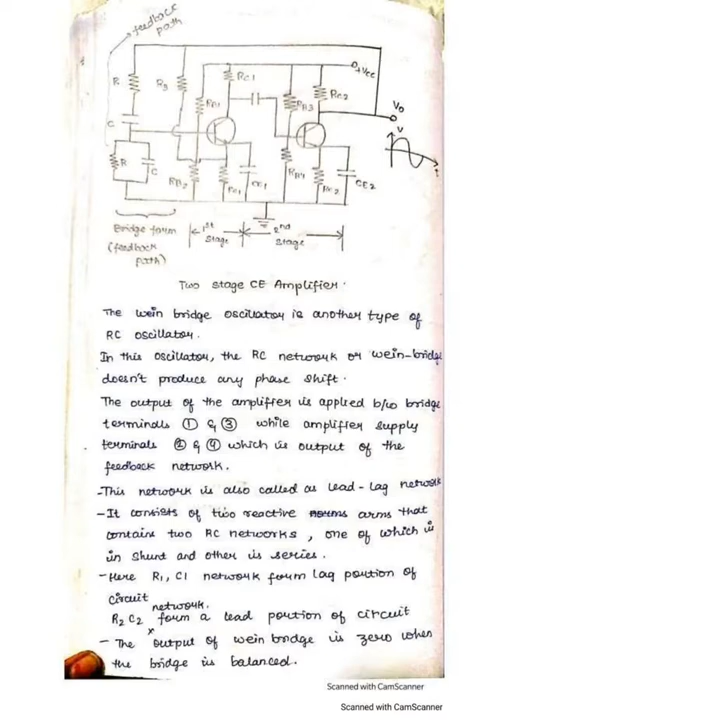 feedback
path
R
R3
RB1
RC1
RB3
RC2
+VCC
Vo
V
t
C
R
C
RB2
RC1
CE1
RB4
RC2
CE2
Bridge form
(feedback
path)
1st
stage
2nd
stage
Two stage CE Amplifier.
The wein bridge oscillator is another type of
RC oscillator.
In this oscillator, the RC network or wein-bridge
doesn't produce any phase shift.
The output of the amplifier is applied b/w bridge
terminals ① & ③ while amplifier supply
terminals ② & ④ which is output of the
feedback network.
-This network is also called as lead-lag network
-It consists of two reactive arms that
contain two RC networks, one of which is
in shunt and other is series.
-Here R1, C1 network form lag portion of
circuit
network.
R2 C2 form a lead portion of circuit
- The output of wein bridge is zero when
the bridge is balanced.
Scanned with CamScanner
Scanned with CamScanner